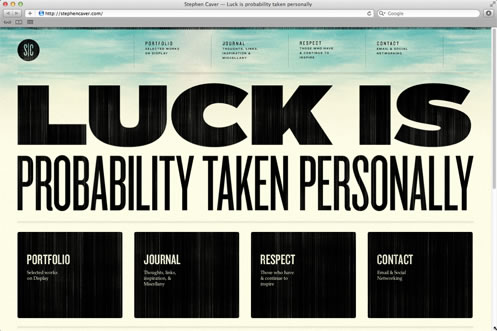 Stephen Caver — Luck is probability taken personally
http://stephencaver.com/
Google
S|C
PORTFOLIO
SELECTED WORKS
ON DISPLAY
JOURNAL
THOUGHTS, LINKS
INSPIRATION &
MISCELLANY
RESPECT
THOSE WHO HAVE
& CONTINUE TO
INSPIRE
CONTACT
EMAIL & SOCIAL
NETWORKING
LUCK IS
PROBABILITY TAKEN PERSONALLY
PORTFOLIO
Selected works
on Display
JOURNAL
Thoughts, links,
inspiration, &
Miscellany
RESPECT
Those who have
& continue to
inspire
CONTACT
Email & Social
Networking